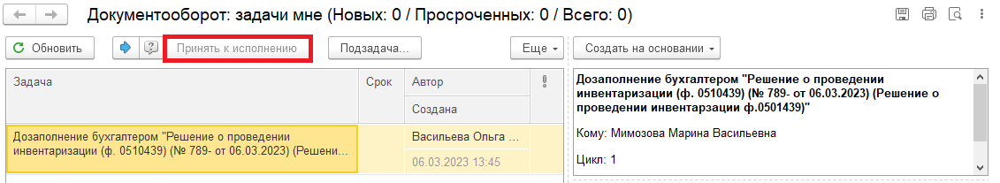 Документооборот: задачи мне (Новых: 0 / Просроченных: 0 / Всего: 0)
Обновить
Принять к исполнению
Подзадача...
Еще
Создать на основании
Задача
Срок
Автор
Создана
Дозаполнение бухгалтером "Решение о проведении
инвентаризации (ф. 0510439) (№ 789- от 06.03.2023) (Решени...
Васильева Ольга ...
06.03.2023 13:45
Дозаполнение бухгалтером "Решение о проведении
инвентаризации (ф. 0510439) (№ 789- от 06.03.2023) (Решение о
проведении инвентарзации ф.0501439)"
Кому: Мимозова Марина Васильевна
Цикл: 1